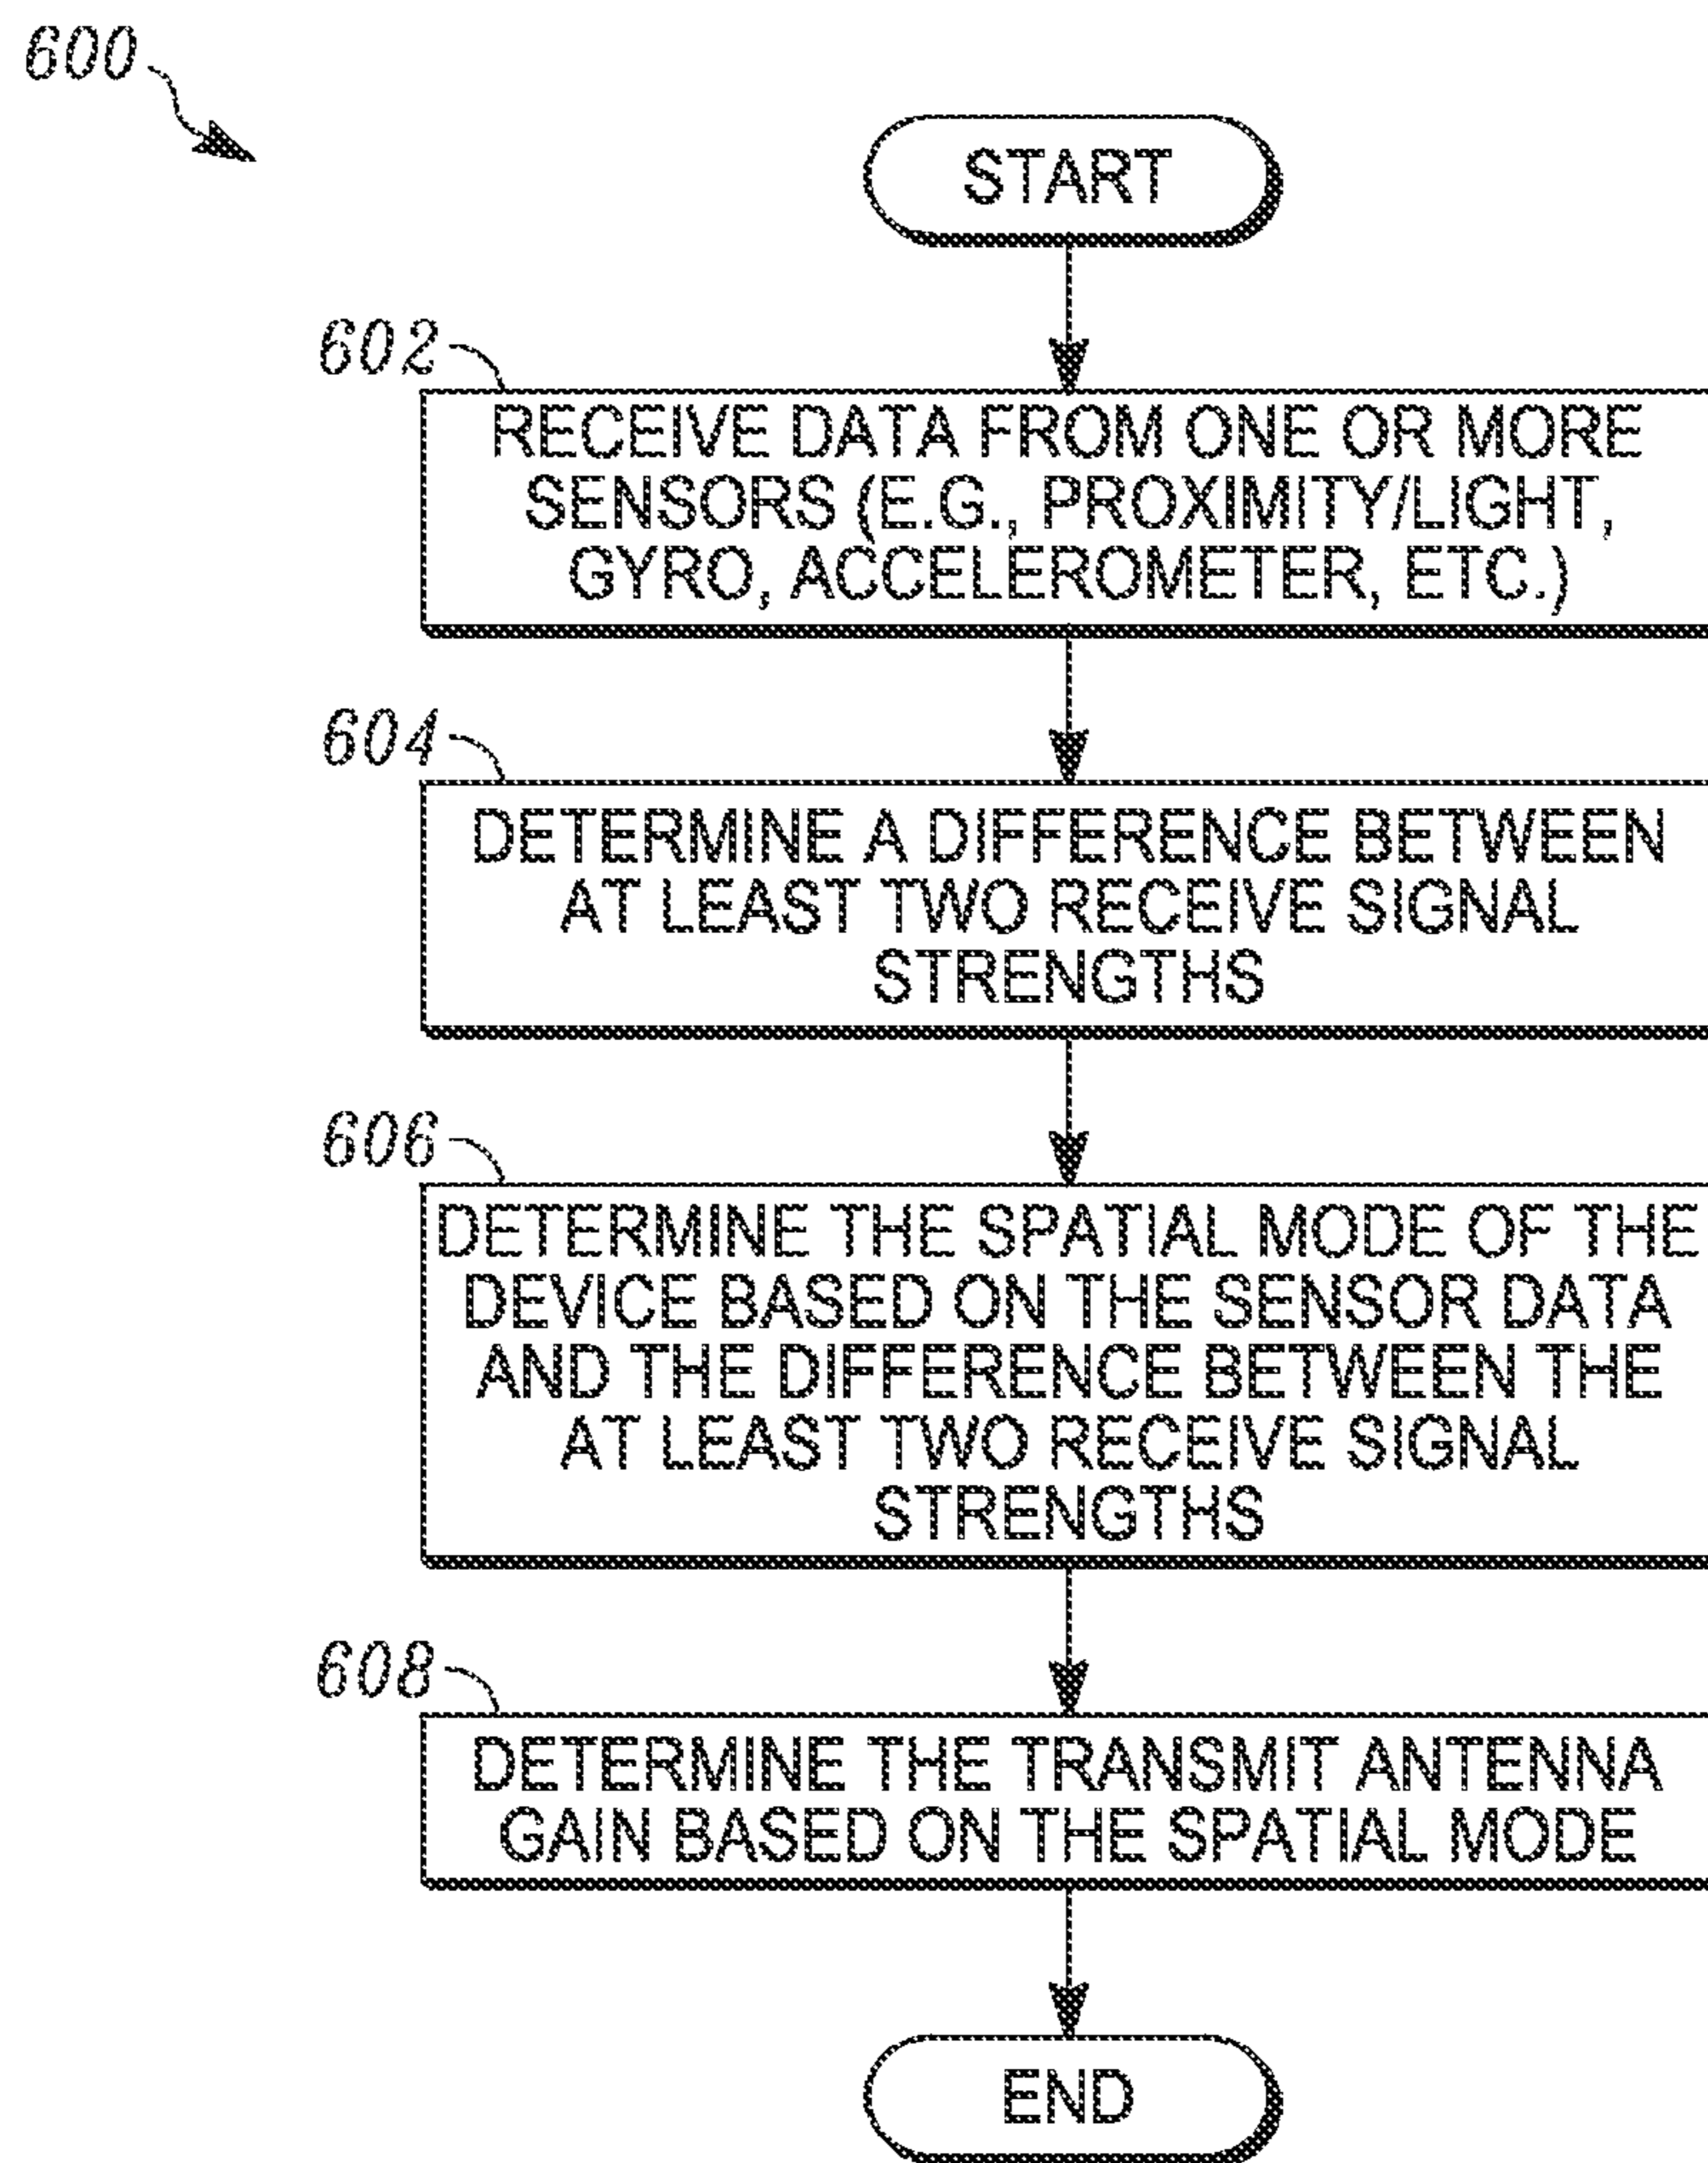 600
START
602
RECEIVE DATA FROM ONE OR MORE
SENSORS (E.G., PROXIMITY/LIGHT,
GYRO, ACCELEROMETER, ETC.)
604
DETERMINE A DIFFERENCE BETWEEN
AT LEAST TWO RECEIVE SIGNAL
STRENGTHS
606
DETERMINE THE SPATIAL MODE OF THE
DEVICE BASED ON THE SENSOR DATA
AND THE DIFFERENCE BETWEEN THE
AT LEAST TWO RECEIVE SIGNAL
STRENGTHS
608
DETERMINE THE TRANSMIT ANTENNA
GAIN BASED ON THE SPATIAL MODE
END